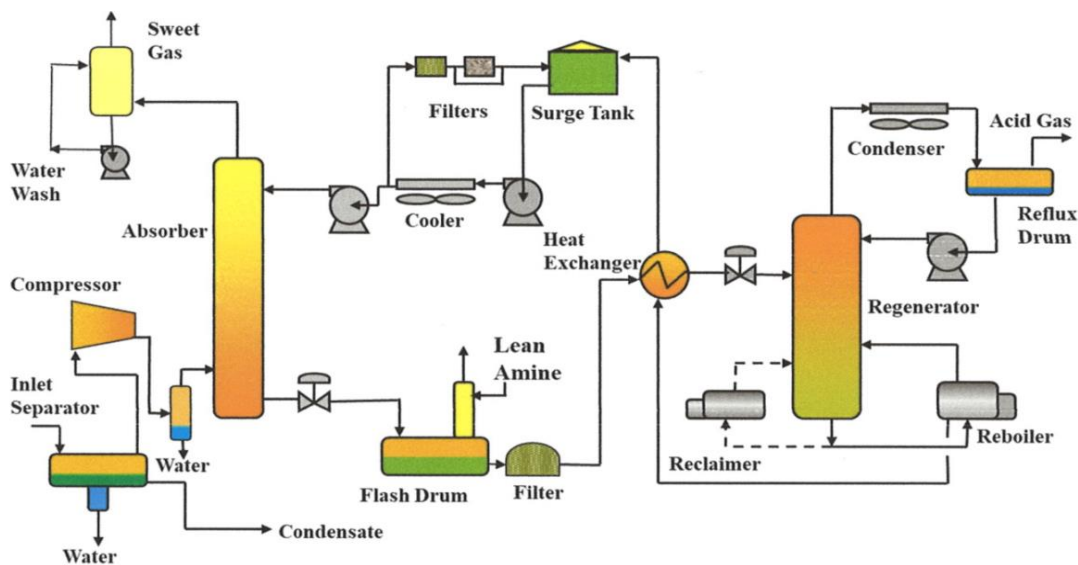 Sweet
Gas
Water
Wash
Absorber
Compressor
Inlet
Separator
Water
Water
Condensate
Filters
Surge Tank
Cooler
Heat
Exchanger
Lean
Amine
Flash Drum
Filter
Condenser
Acid Gas
Reflux
Drum
Regenerator
Reclaimer
Reboiler